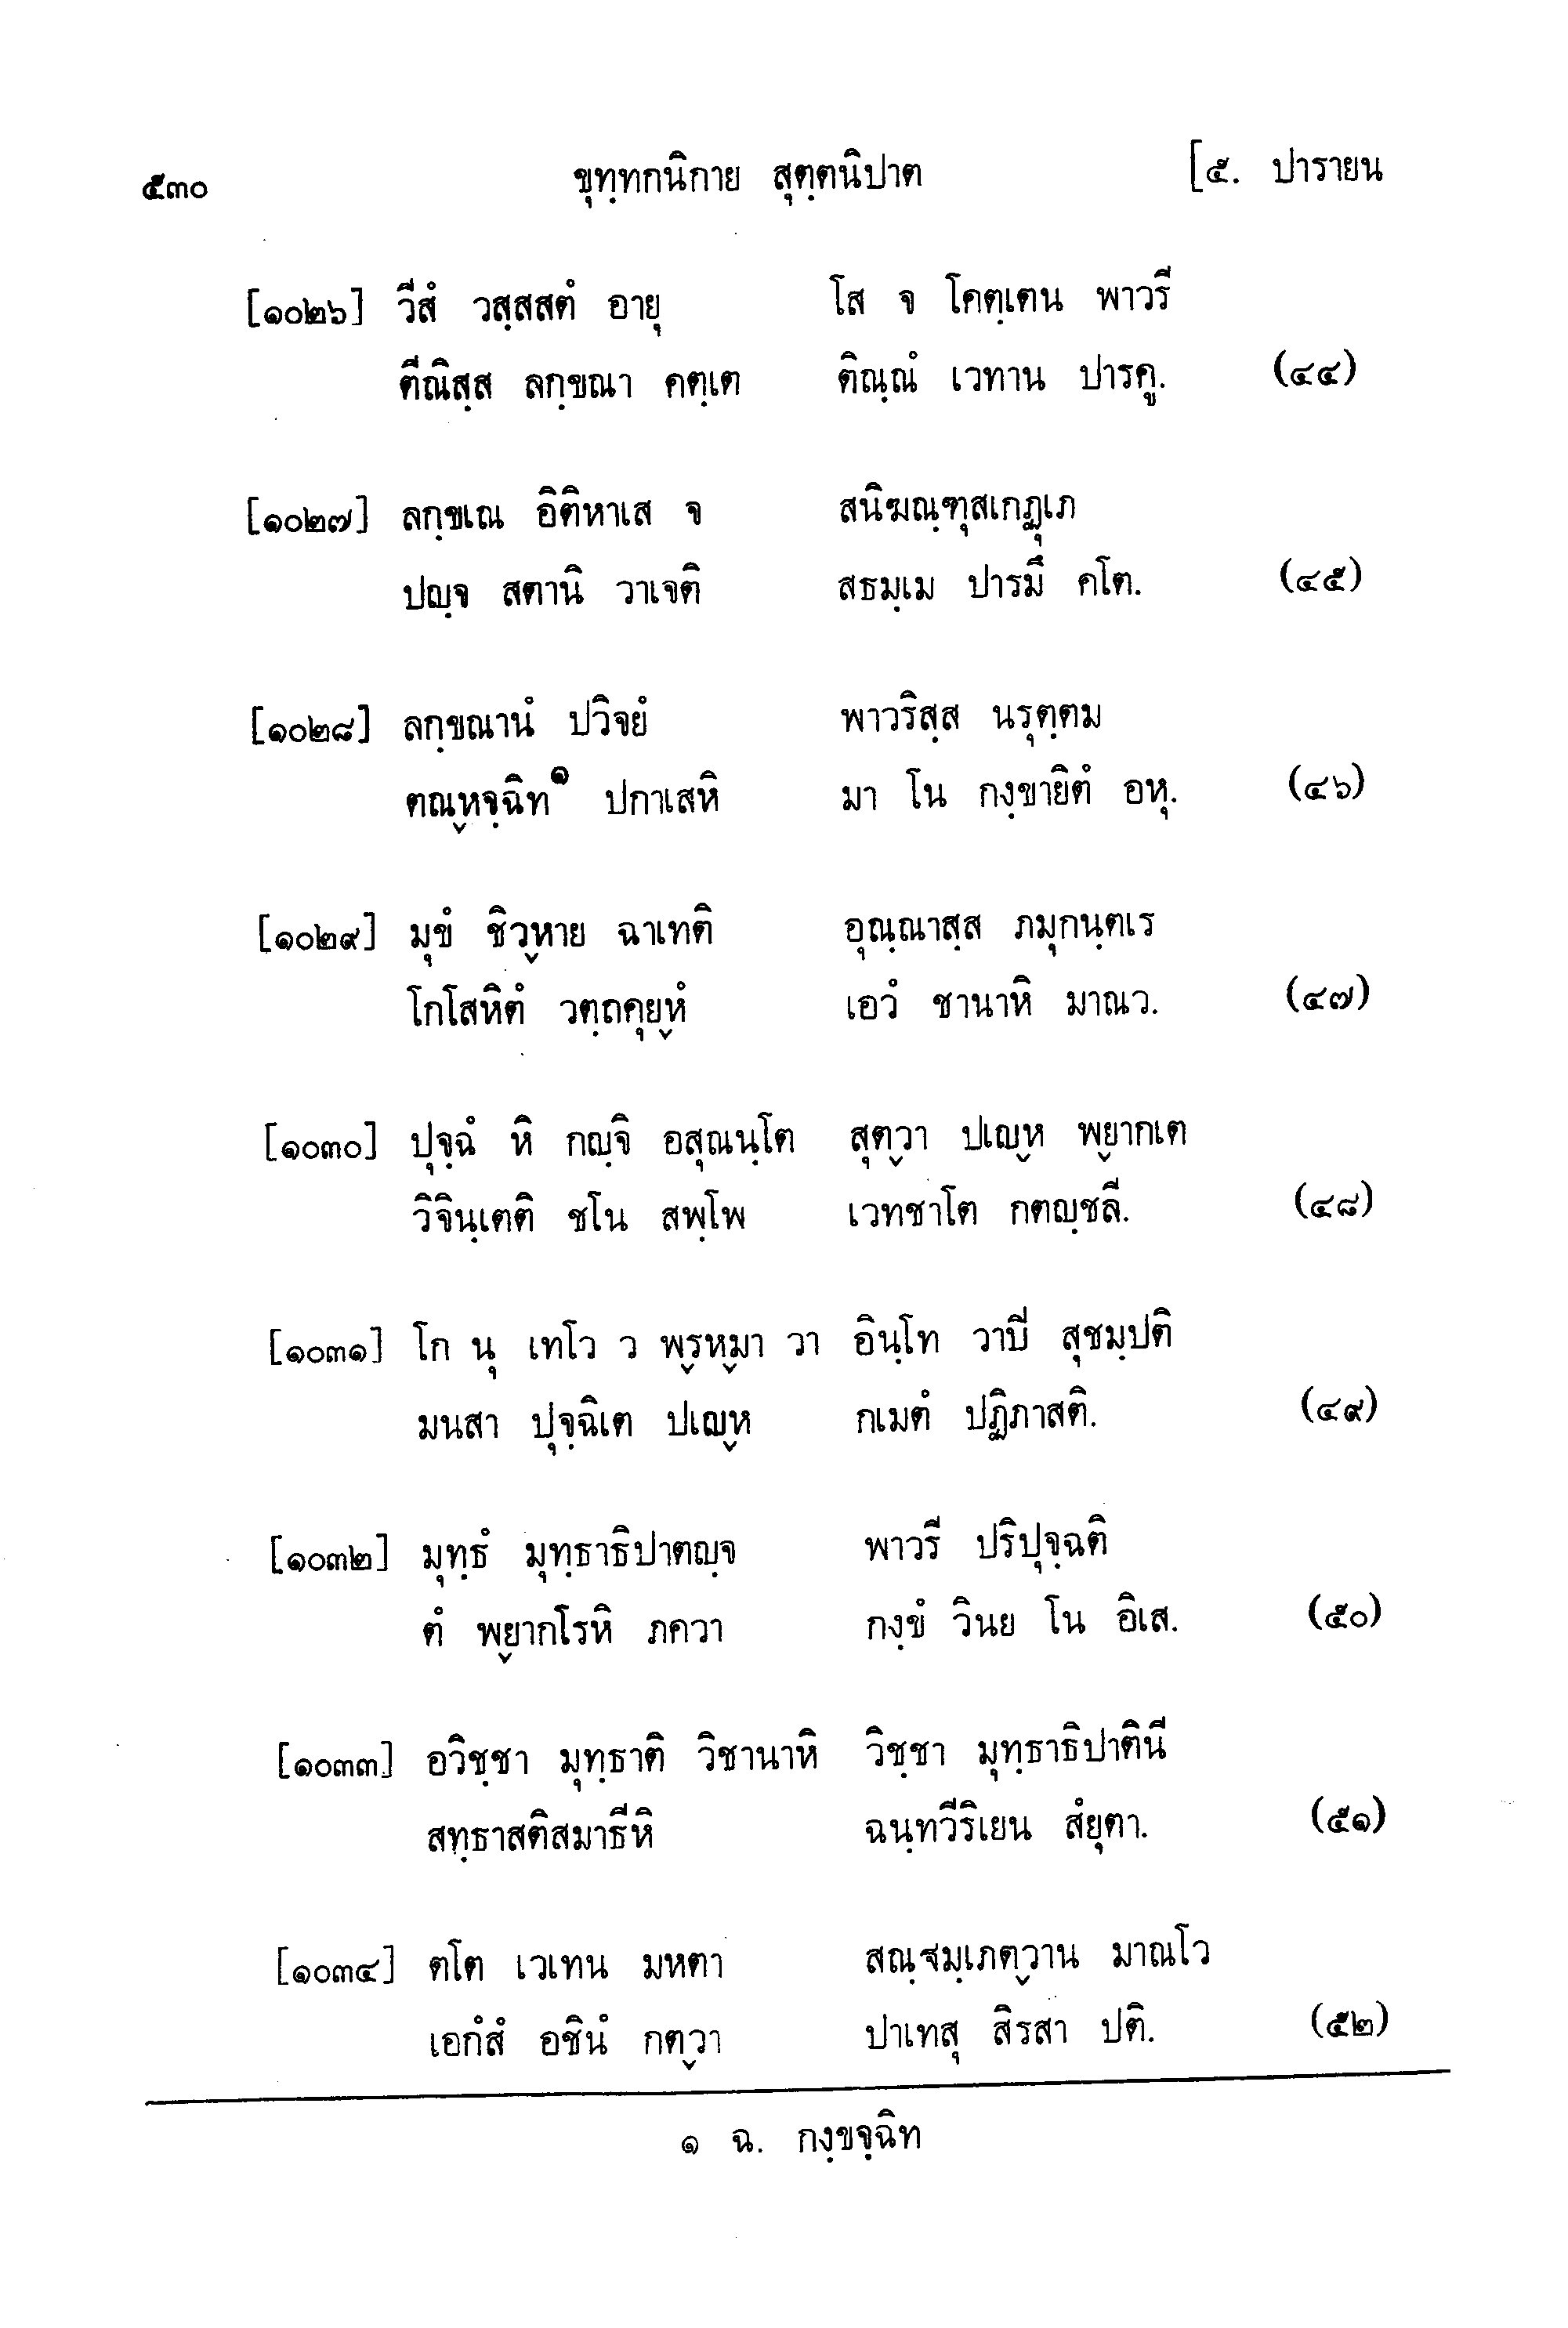 ๕๓๐ ขุทฺทกนิกาย สุตฺตนิปาต [๕. ปารายน
[๑๐๒๖] วีสํ วสฺสสตํ อายุ โส จ โคตฺเตน พาวรี
ตีณิสฺส ลกฺขณา คตฺเต ติณฺณํ เวทาน ปารคู. (๔๔)
[๑๐๒๗] ลกฺขเณ อิติหาเส จ สนิฆณฺฑุสเกฏุเภ
ปญฺจ สตานิ วาเจติ สธมฺเม ปารมึ คโต. (๔๕)
[๑๐๒๘] ลกฺขณานํ ปวิจยํ พาวริสฺส นรุตฺตม
ตณฺหจฺฉิท๑ ปกาเสหิ มา โน กงฺขายิตํ อหุ. (๔๖)
[๑๐๒๙] มุขํ ชิวฺหาย ฉาเทติ อุณฺณาสฺส ภมุกนฺตเร
โกโสหิตํ วตฺถคุยฺหํ เอวํ ชานาหิ มาณว. (๔๗)
[๑๐๓๐] ปุจฺฉํ หิ กญฺจิ อสุณนฺโต สุตฺวา ปเญฺห พฺยากเต
วิจินฺเตติ ชโน สพฺโพ เวทชาโต กตญฺชลี. (๔๘)
[๑๐๓๑] โก นุ เทโว ว พฺรหฺมา วา อินฺโท วาปี สุชมฺปติ
มนสา ปุจฺฉิเต ปเญฺห กเมตํ ปฏิภาสติ. (๔๙)
[๑๐๓๒] มุทฺธํ มุทฺธาธิปาตญฺจ พาวรี ปริปุจฺฉติ
ตํ พฺยากโรหิ ภควา กงฺขํ วินย โน อิเส. (๕๐)
[๑๐๓๓] อวิชฺชา มุทฺธาติ วิชานาหิ วิชฺชา มุทฺธาธิปาตินี
สทฺธาสติสมาธีหิ ฉนฺทวีริเยน สํยุตา. (๕๑)
[๑๐๓๔] ตโต เวเทน มหตา สณฺฐมฺเภตฺวาน มาณโว
เอกํสํ อชินํ กตฺวา ปาเทสุ สิรสา ปติ. (๕๒)
๑ ฉ. กงฺขจฺฉิท